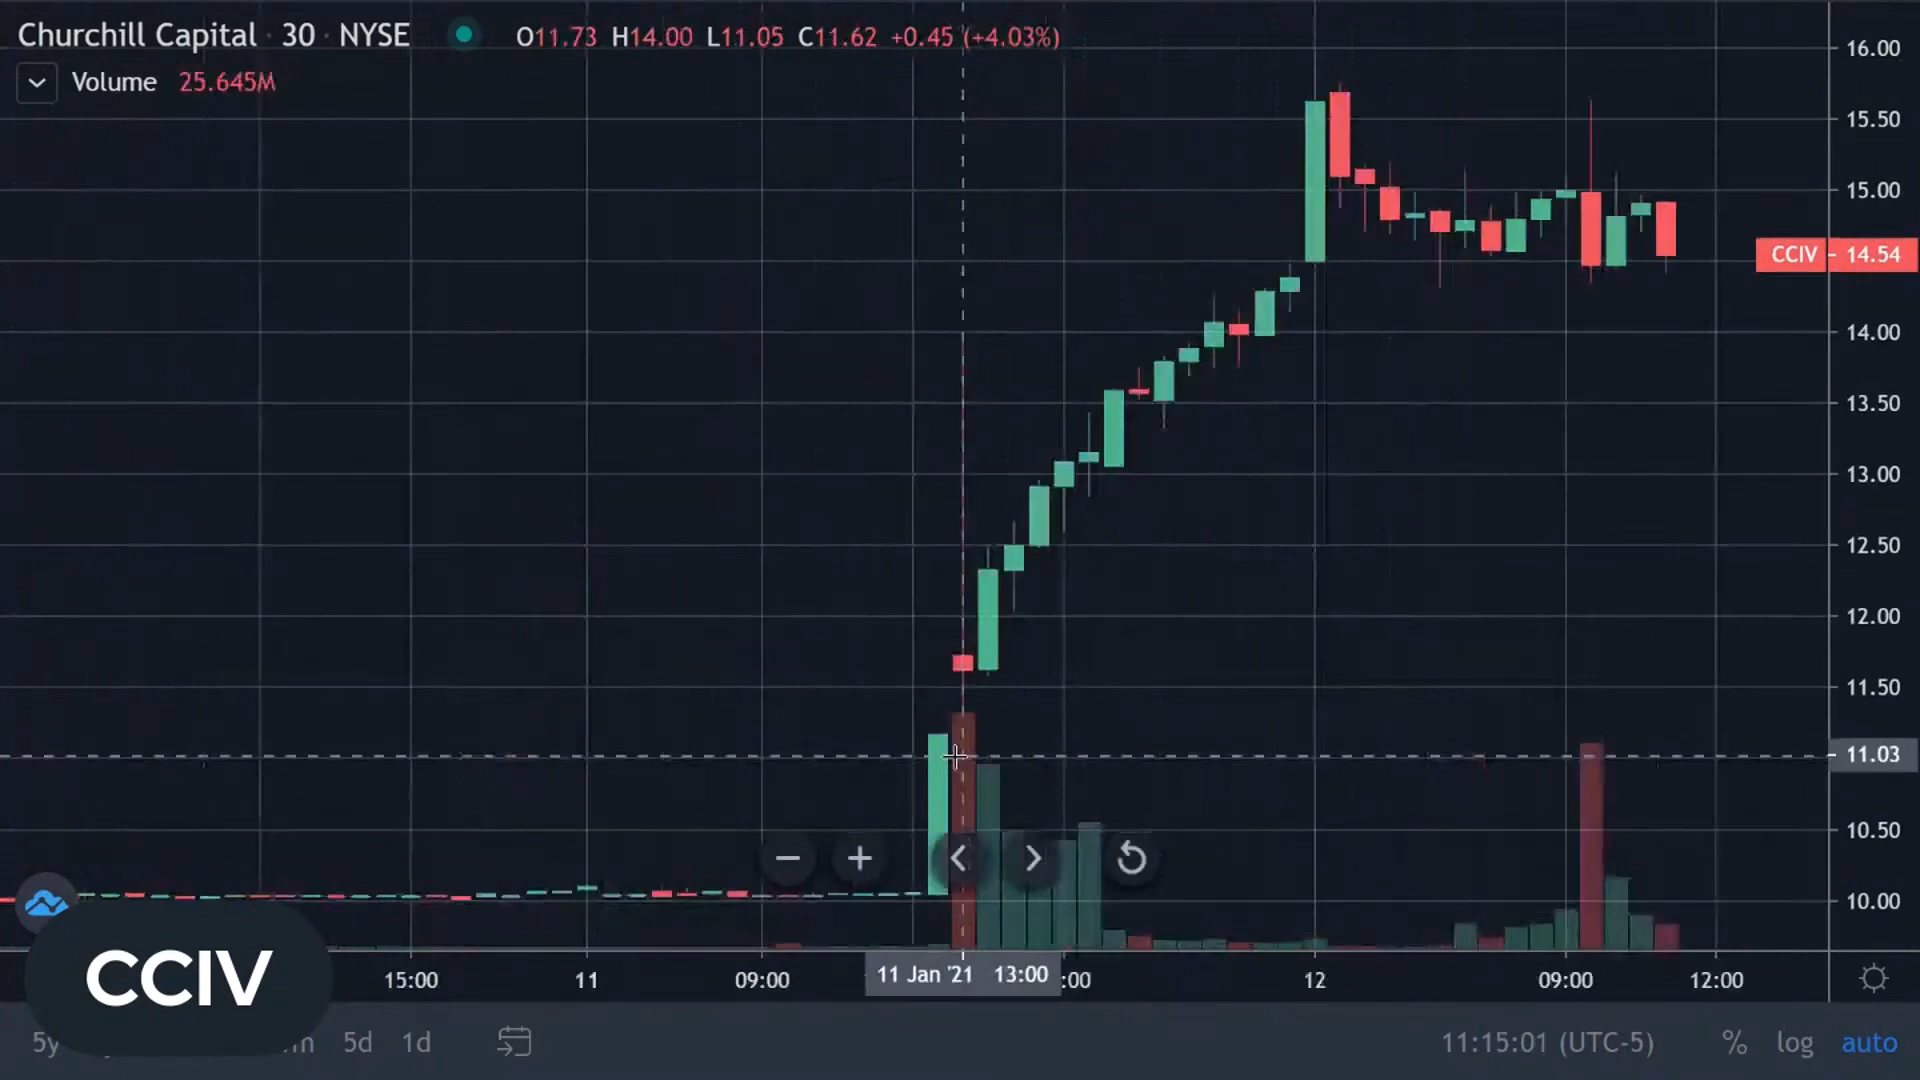 Churchill Capital · 30 · NYSE O11.73 H14.00 L11.05 C11.62 +0.45 (+4.03%)
Volume 25.645M
16.00
15.50
15.00
CCIV 14.54
14.00
13.50
13.00
12.50
12.00
11.50
11.03
10.50
10.00
15:00 11 09:00 11 Jan '21 13:00 :00 12 09:00 12:00
CCIV
5y m 5d 1d 11:15:01 (UTC-5) % log auto